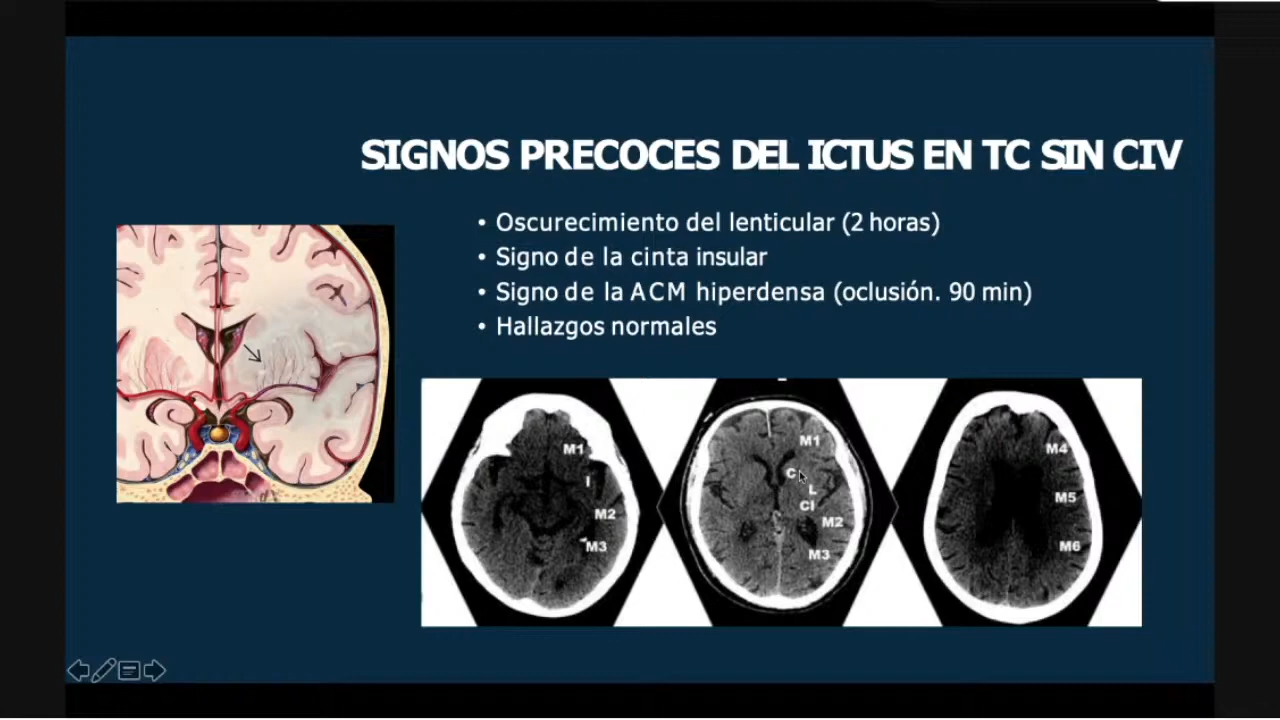 SIGNOS PRECOCES DEL ICTUS EN TC SIN CIV
• Oscurecimiento del lenticular (2 horas)
• Signo de la cinta insular
• Signo de la ACM hiperdensa (oclusión. 90 min)
• Hallazgos normales
M1
I
M2
M3
M1
C
L
CI
M2
M3
M4
M5
M6